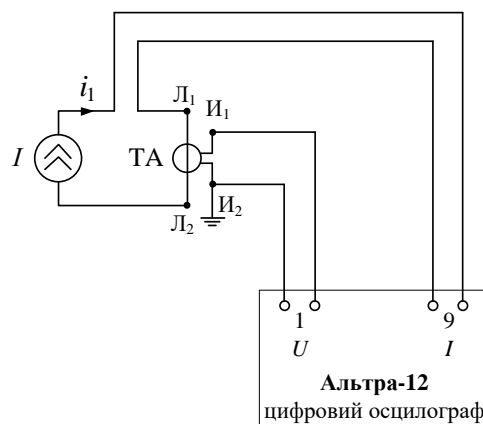 i₁
Л₁
И₁
I
ТА
И₂
Л₂
1
9
U
I
Альтра-12
цифровий осцилограф